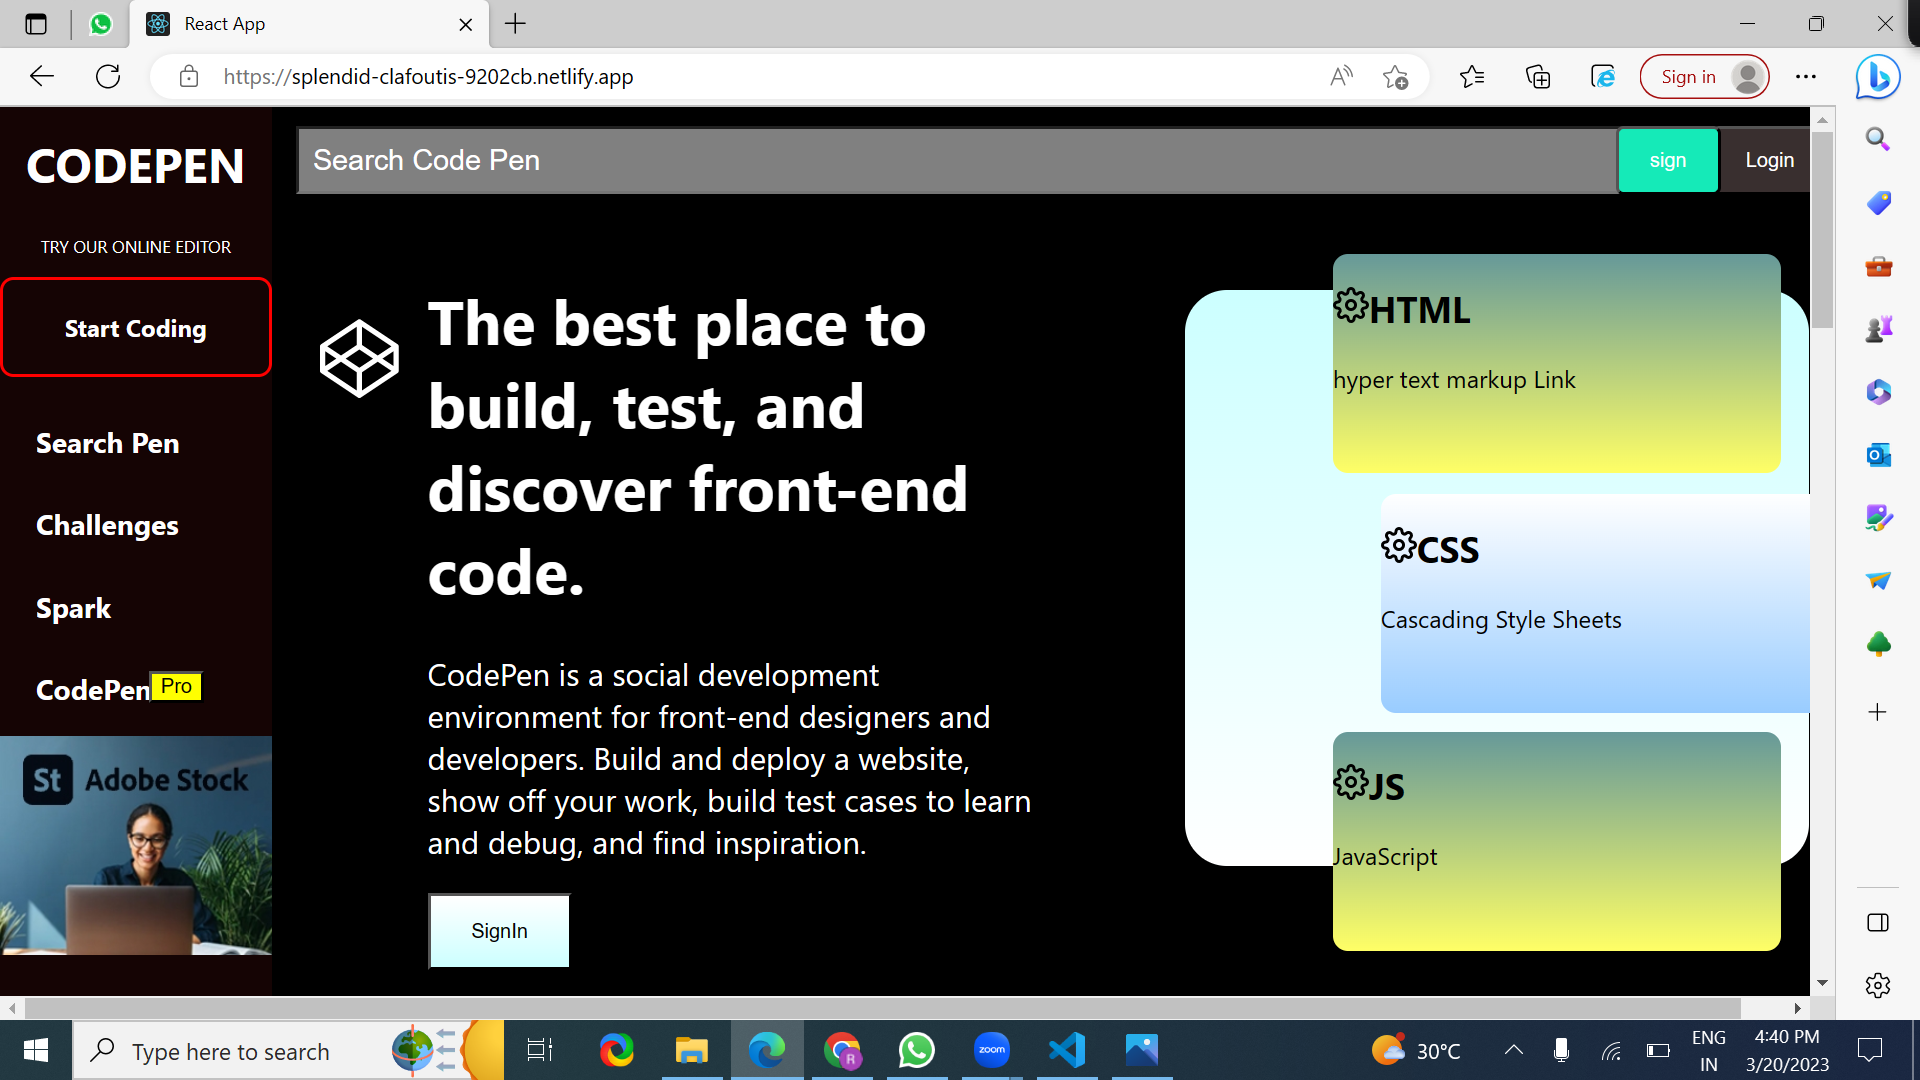 React App
https://splendid-clafoutis-9202cb.netlify.app
Sign in
CODEPEN
TRY OUR ONLINE EDITOR
Start Coding
Search Pen
Challenges
Spark
CodePen Pro
St Adobe Stock
Search Code Pen
sign
Login
The best place to
build, test, and
discover front-end
code.
CodePen is a social development
environment for front-end designers and
developers. Build and deploy a website,
show off your work, build test cases to learn
and debug, and find inspiration.
SignIn
HTML
hyper text markup Link
CSS
Cascading Style Sheets
JS
JavaScript
Type here to search
R
zoom
30°C
ENG
IN
4:40 PM
3/20/2023